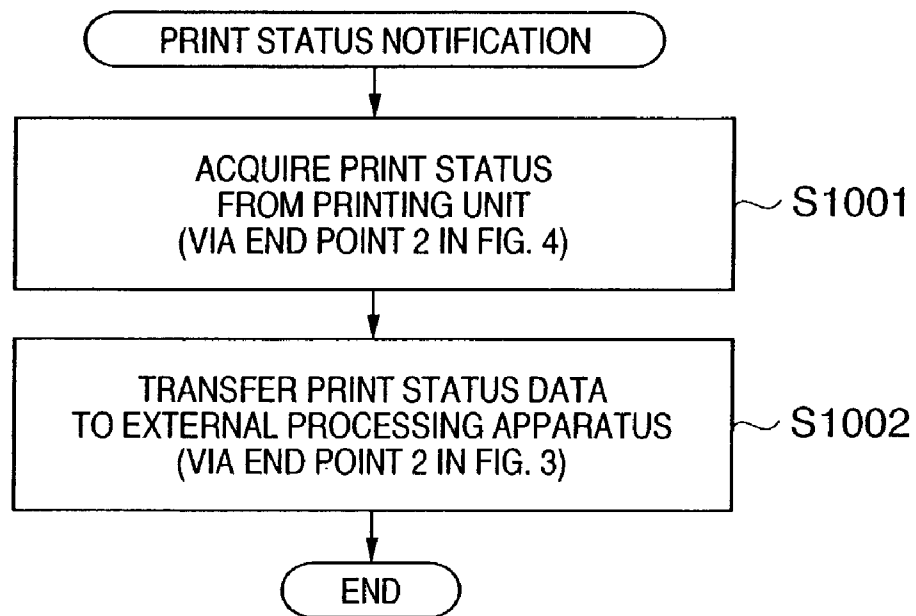 PRINT STATUS NOTIFICATION
ACQUIRE PRINT STATUS
FROM PRINTING UNIT
(VIA END POINT 2 IN FIG. 4)
S1001
TRANSFER PRINT STATUS DATA
TO EXTERNAL PROCESSING APPARATUS
(VIA END POINT 2 IN FIG. 3)
S1002
END